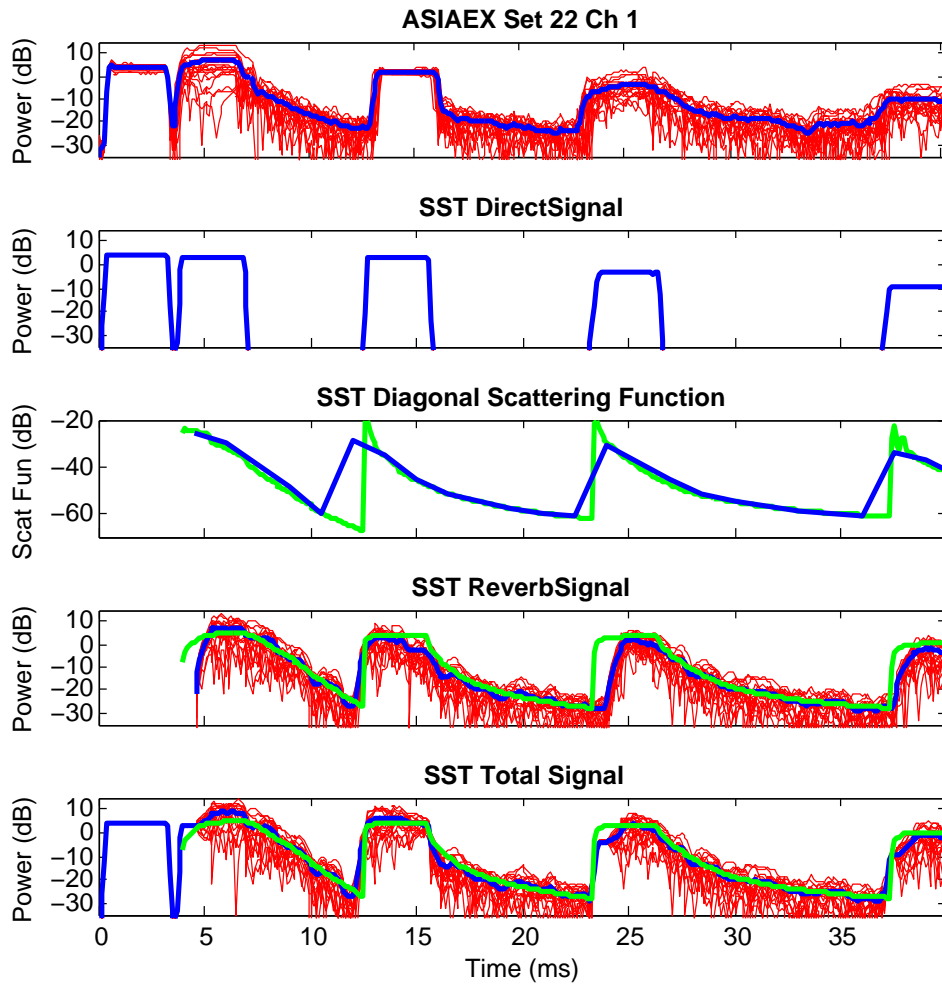 ASIAEX Set 22 Ch 1
Power (dB)
10
0
−10
−20
−30
SST DirectSignal
Power (dB)
10
0
−10
−20
−30
SST Diagonal Scattering Function
Scat Fun (dB)
−20
−40
−60
SST ReverbSignal
Power (dB)
10
0
−10
−20
−30
SST Total Signal
Power (dB)
10
0
−10
−20
−30
0 5 10 15 20 25 30 35
Time (ms)